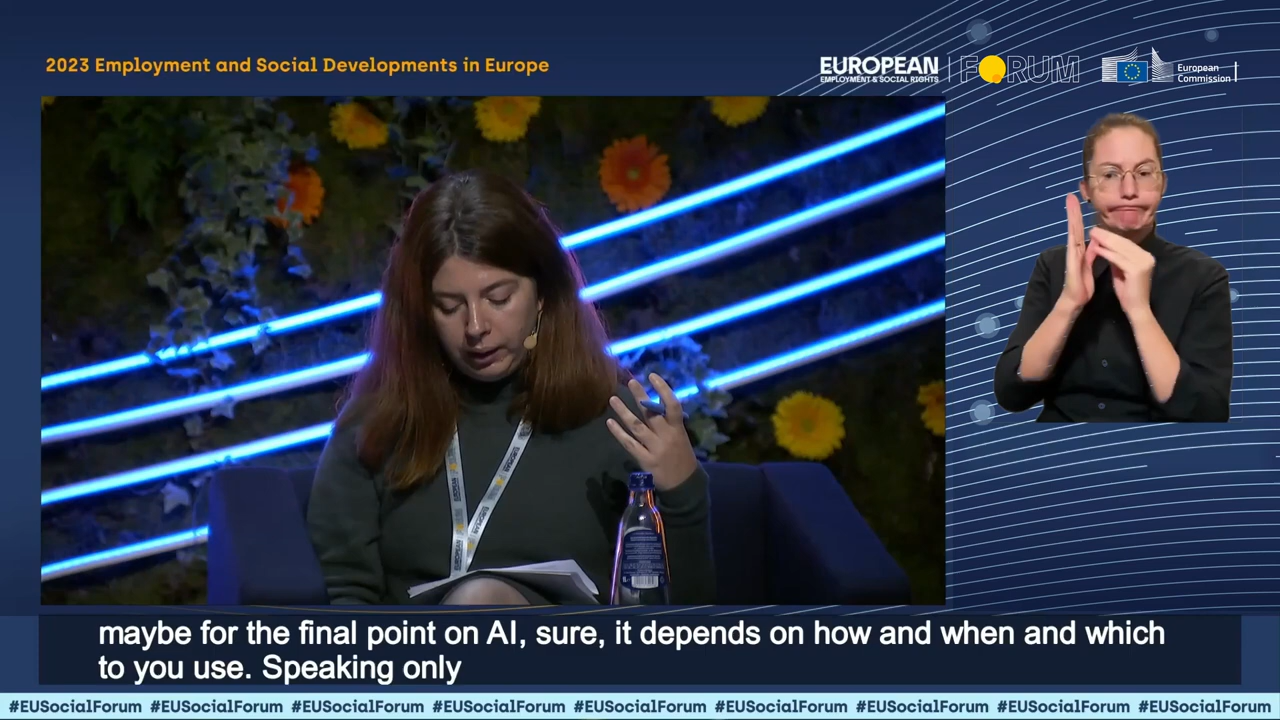 2023 Employment and Social Developments in Europe
EUROPEAN
EMPLOYMENT & SOCIAL RIGHTS
FORUM
European
Commission
maybe for the final point on AI, sure, it depends on how and when and which
to you use. Speaking only
#EUSocialForum #EUSocialForum #EUSocialForum #EUSocialForum #EUSocialForum #EUSocialForum #EUSocialForum #EUSocialForum #EUSocialForum